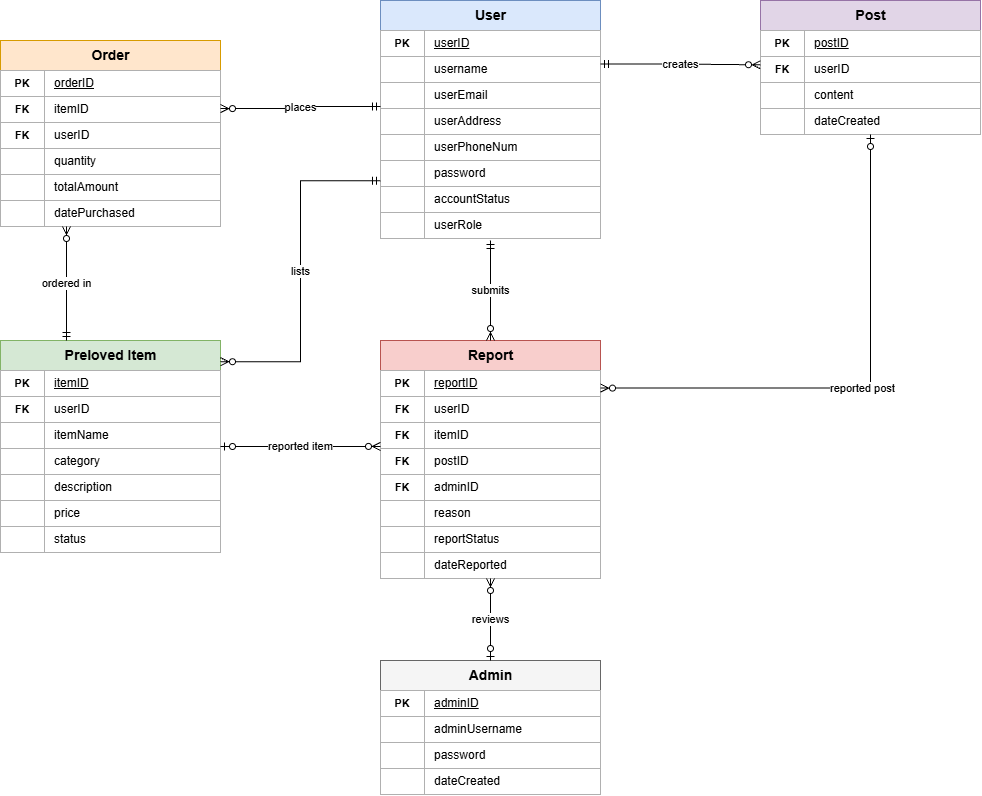 User
PK userID
username
userEmail
userAddress
userPhoneNum
password
accountStatus
userRole
Post
PK postID
FK userID
content
dateCreated
creates
Order
PK orderID
FK itemID
FK userID
quantity
totalAmount
datePurchased
places
lists
ordered in
submits
Preloved Item
PK itemID
FK userID
itemName
category
description
price
status
reported item
Report
PK reportID
FK userID
FK itemID
FK postID
FK adminID
reason
reportStatus
dateReported
reported post
reviews
Admin
PK adminID
adminUsername
password
dateCreated